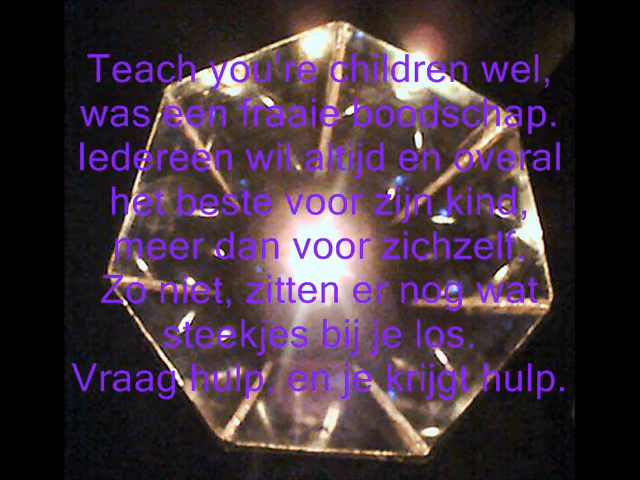 Teach you're children wel,
was een fraaie boodschap.
Iedereen wil altijd en overal
het beste voor zijn kind,
meer dan voor zichzelf.
Zo niet, zitten er nog wat
steekjes bij je los.
Vraag hulp, en je krijgt hulp.